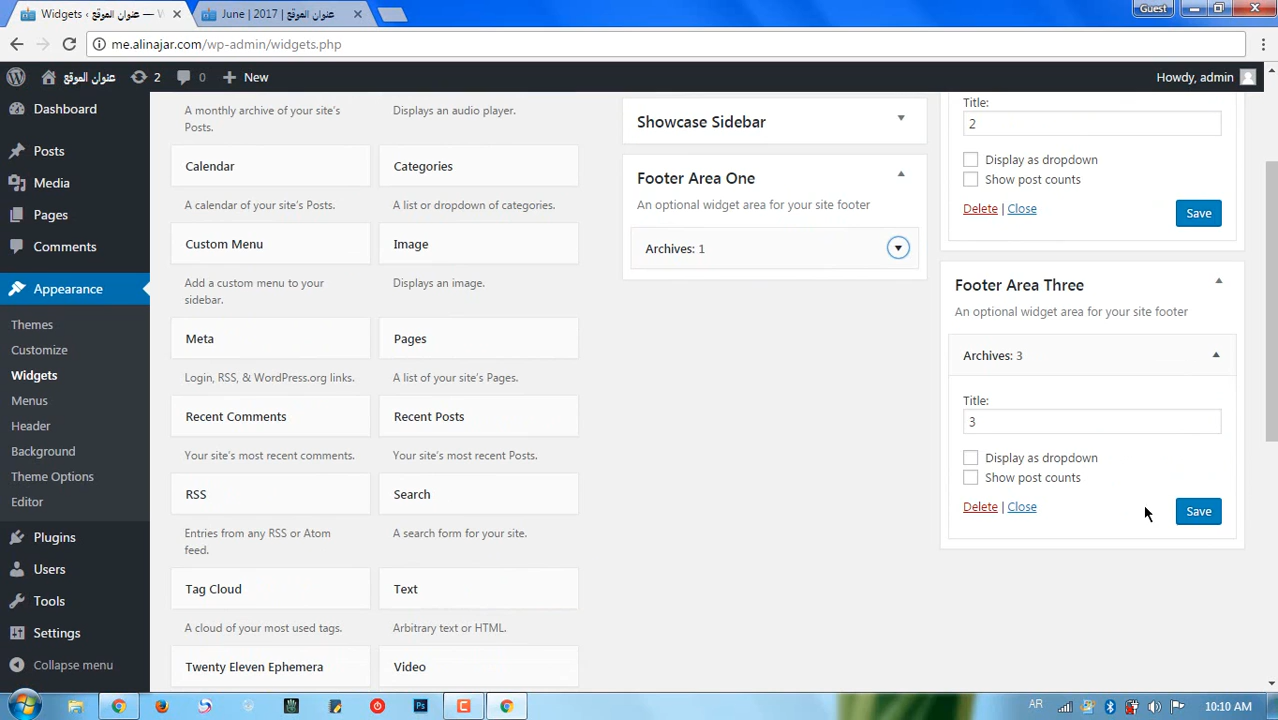 Widgets ‹ عنوان الموقع — W
June | 2017 | عنوان الموقع
Guest
me.alinajar.com/wp-admin/widgets.php
عنوان الموقع
2
0
New
Howdy, admin
Dashboard
Posts
Media
Pages
Comments
Appearance
Themes
Customize
Widgets
Menus
Header
Background
Theme Options
Editor
Plugins
Users
Tools
Settings
Collapse menu
A monthly archive of your site's
Posts.
Displays an audio player.
Calendar
Categories
A calendar of your site's Posts.
A list or dropdown of categories.
Custom Menu
Image
Add a custom menu to your
sidebar.
Displays an image.
Meta
Pages
Login, RSS, & WordPress.org links.
A list of your site's Pages.
Recent Comments
Recent Posts
Your site's most recent comments.
Your site's most recent Posts.
RSS
Search
Entries from any RSS or Atom
feed.
A search form for your site.
Tag Cloud
Text
A cloud of your most used tags.
Arbitrary text or HTML.
Twenty Eleven Ephemera
Video
Showcase Sidebar
Footer Area One
An optional widget area for your site footer
Archives: 1
Title:
2
Display as dropdown
Show post counts
Delete | Close
Save
Footer Area Three
An optional widget area for your site footer
Archives: 3
Title:
3
Display as dropdown
Show post counts
Delete | Close
Save
Ps
AR
10:10 AM